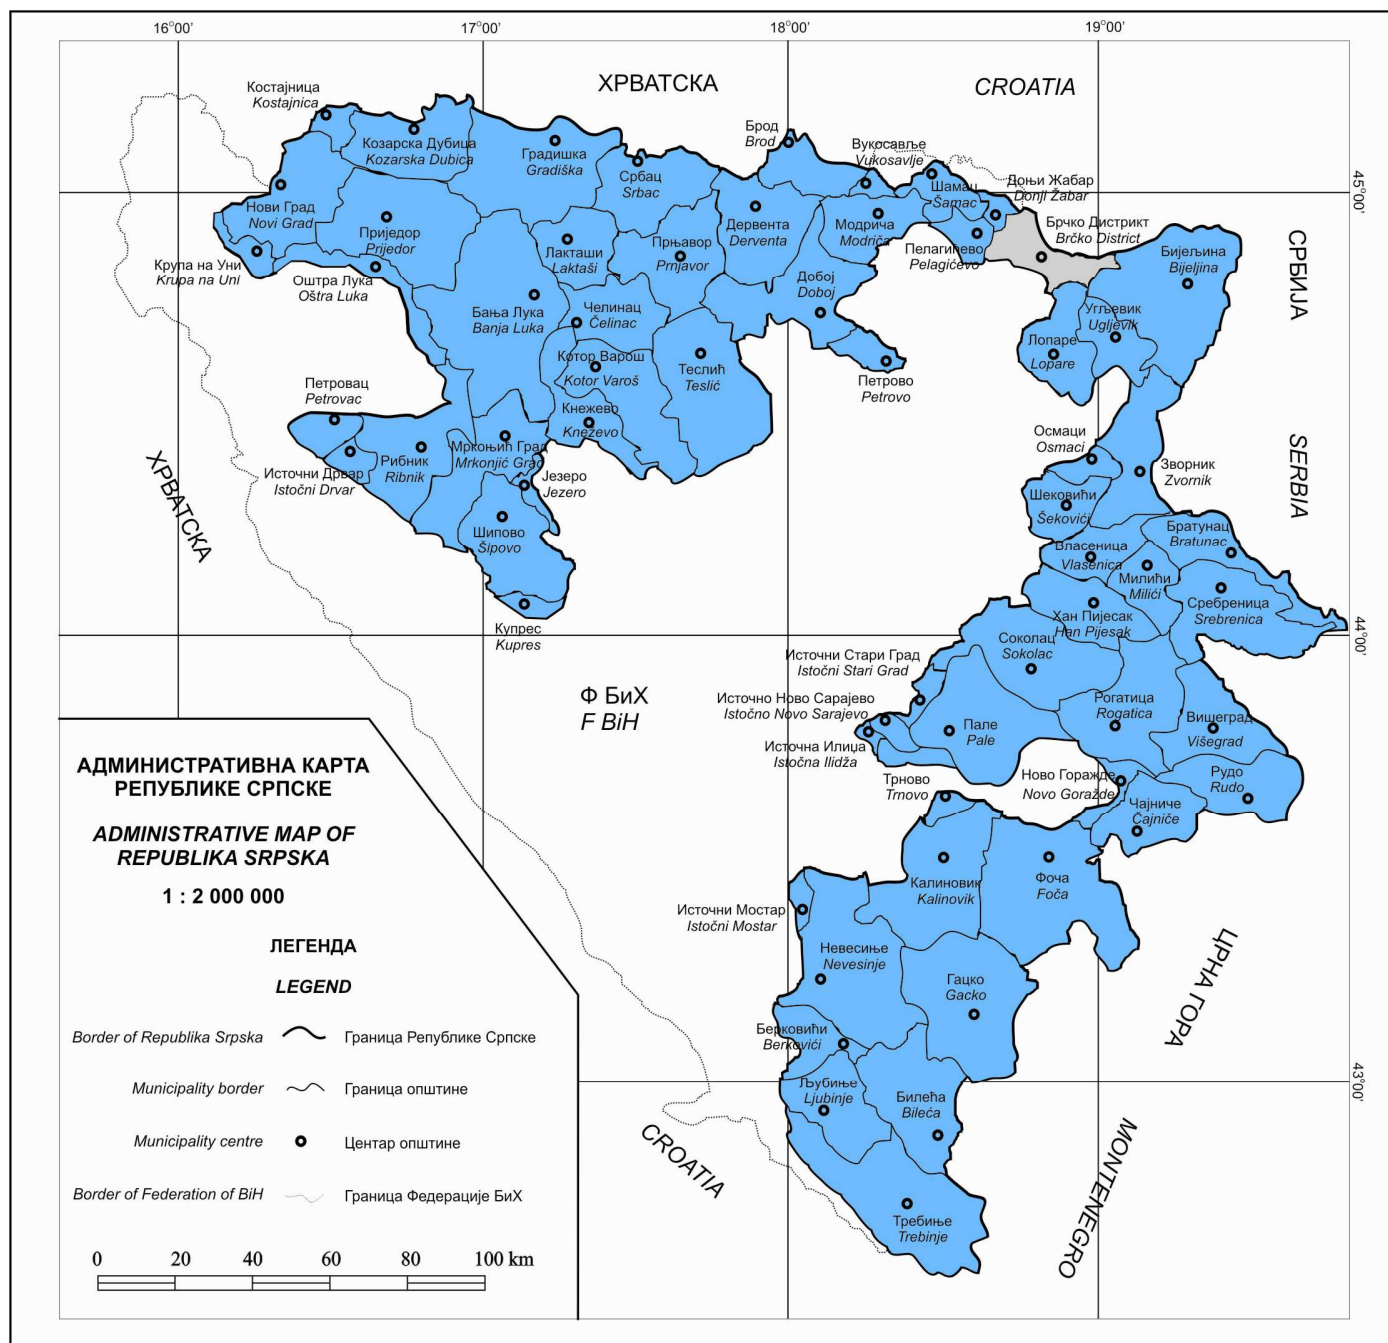 16°00'
17°00'
18°00'
19°00'
ХРВАТСКА
CROATIA
Костајница
Kostajnica
Козарска Дубица
Kozarska Dubica
Градишка
Gradiška
Србац
Srbac
Брод
Brod
Вукосавље
Vukosavlje
Шамац
Šamac
Доњи Жабар
Donji Žabar
45°00'
Нови Град
Novi Grad
Приједор
Prijedor
Лакташи
Laktaši
Прњавор
Prnjavor
Дервента
Derventa
Модрича
Modriča
Пелагићево
Pelagićevo
Брчко Дистрикт
Brčko District
Бијељина
Bijeljina
СРБИЈА
Крупа на Уни
Krupa na Uni
Оштра Лука
Oštra Luka
Бања Лука
Banja Luka
Челинац
Čelinac
Добој
Doboj
Угљевик
Ugljevik
Лопаре
Lopare
Котор Варош
Kotor Varoš
Теслић
Teslić
Петрово
Petrovo
Петровац
Petrovac
Кнежево
Kneževo
Осмаци
Osmaci
SERBIA
Источни Дрвар
Istočni Drvar
Рибник
Ribnik
Мркоњић Град
Mrkonjić Grad
Језеро
Jezero
Зворник
Zvornik
ХРВАТСКА
Шековићи
Šekovići
Шипово
Šipovo
Братунац
Bratunac
Власеница
Vlasenica
Милићи
Milići
Сребреница
Srebrenica
Хан Пијесак
Han Pijesak
Купрес
Kupres
44°00'
Соколац
Sokolac
Источни Стари Град
Istočni Stari Grad
Ф БиХ
F BiH
Источно Ново Сарајево
Istočno Novo Sarajevo
Рогатица
Rogatica
Вишеград
Višegrad
Пале
Pale
Источна Илиџа
Istočna Ilidža
Трново
Trnovo
Ново Горажде
Novo Goražde
Рудо
Rudo
Чајниче
Čajniče
Калиновик
Kalinovik
Фоча
Foča
Источни Мостар
Istočni Mostar
Невесиње
Nevesinje
Гацко
Gacko
ЦРНА ГОРА
Берковићи
Berkovići
43°00'
Љубиње
Ljubinje
Билећа
Bileća
CROATIA
MONTENEGRO
Требиње
Trebinje
АДМИНИСТРАТИВНА КАРТА
РЕПУБЛИКЕ СРПСКЕ
ADMINISTRATIVE MAP OF
REPUBLIKA SRPSKA
1 : 2 000 000
ЛЕГЕНДА
LEGEND
Border of Republika Srpska Граница Републике Српске
Municipality border Граница општине
Municipality centre Центар општине
Border of Federation of BiH Граница Федерације БиХ
0 20 40 60 80 100 km